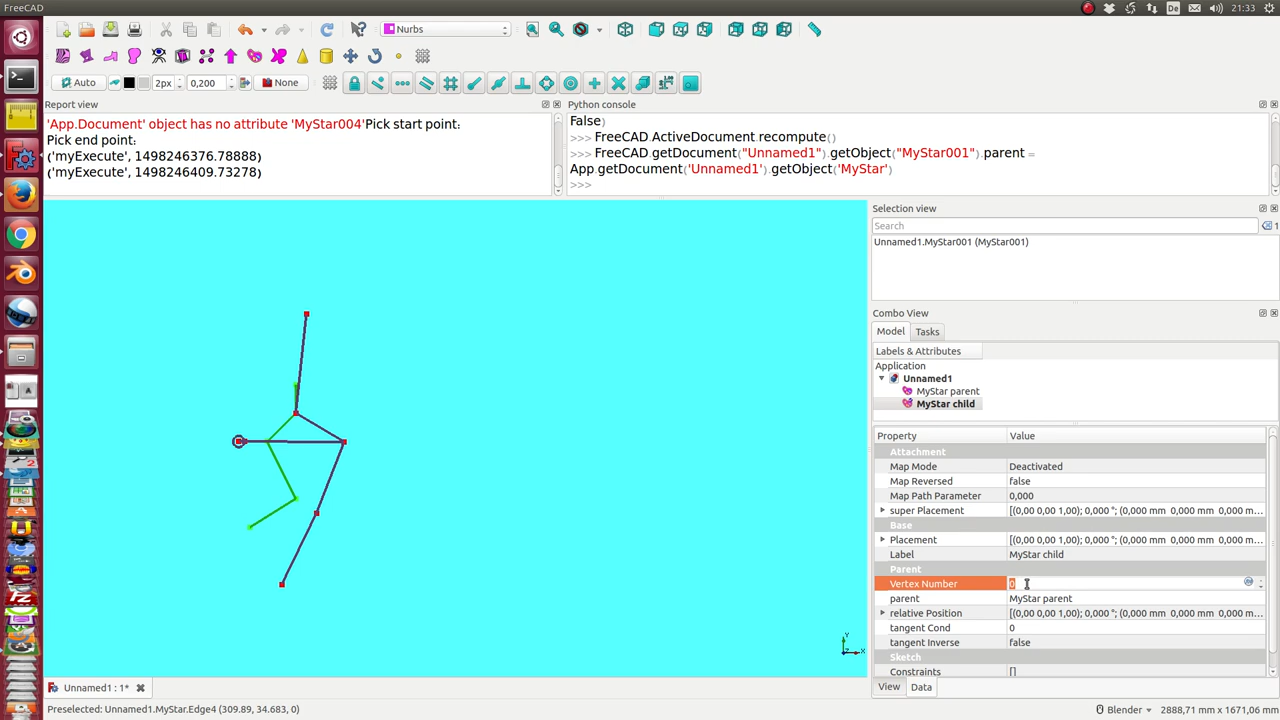 FreeCAD
21:33
Nurbs
Auto
2px
0,200
None
Report view
'App.Document' object has no attribute 'MyStar004'Pick start point:
Pick end point:
('myExecute', 1498246376.78888)
('myExecute', 1498246409.73278)
Python console
False)
>>> FreeCAD.ActiveDocument recompute()
>>> FreeCAD.getDocument("Unnamed1").getObject("MyStar001").parent =
App.getDocument('Unnamed1').getObject('MyStar')
>>>
Selection view
Search
1
Unnamed1.MyStar001 (MyStar001)
Combo View
Model
Tasks
Labels & Attributes
Application
Unnamed1
MyStar parent
MyStar child
Property Value
Attachment
Map Mode Deactivated
Map Reversed false
Map Path Parameter 0,000
super Placement [(0,00 0,00 1,00); 0,000 °; (0,000 mm 0,000 mm 0,000 m...
Base
Placement [(0,00 0,00 1,00); 0,000 °; (0,000 mm 0,000 mm 0,000 m...
Label MyStar child
Parent
Vertex Number 0
parent MyStar parent
relative Position [(0,00 0,00 1,00); 0,000 °; (0,000 mm 0,000 mm 0,000 m...
tangent Cond 0
tangent Inverse false
Sketch
Constraints []
View
Data
Y
Z
X
Unnamed1 : 1*
Preselected: Unnamed1.MyStar.Edge4 (309.89, 34.683, 0)
Blender
2888,71 mm x 1671,06 mm